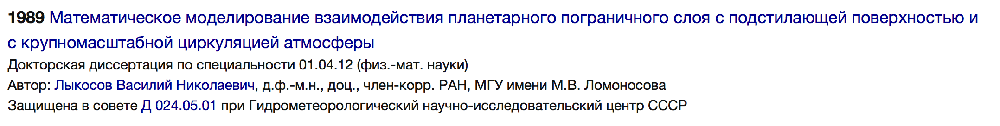 1989 Математическое моделирование взаимодействия планетарного пограничного слоя с подстилающей поверхностью и
с крупномасштабной циркуляцией атмосферы
Докторская диссертация по специальности 01.04.12 (физ.-мат. науки)
Автор: Лыкосов Василий Николаевич, д.ф.-м.н., доц., член-корр. РАН, МГУ имени М.В. Ломоносова
Защищена в совете Д 024.05.01 при Гидрометеорологический научно-исследовательский центр СССР